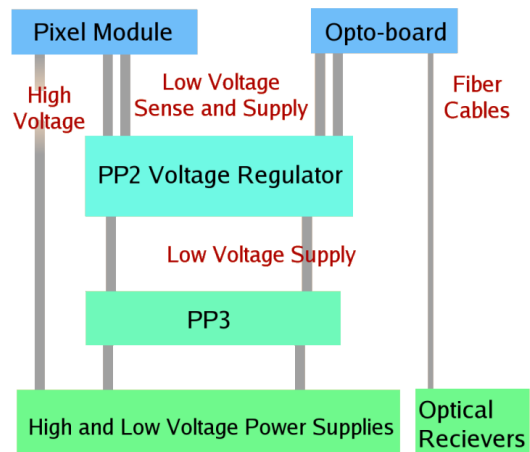 Pixel Module
Opto-board
High
Voltage
Low Voltage
Sense and Supply
Fiber
Cables
PP2 Voltage Regulator
Low Voltage Supply
PP3
High and Low Voltage Power Supplies
Optical
Recievers